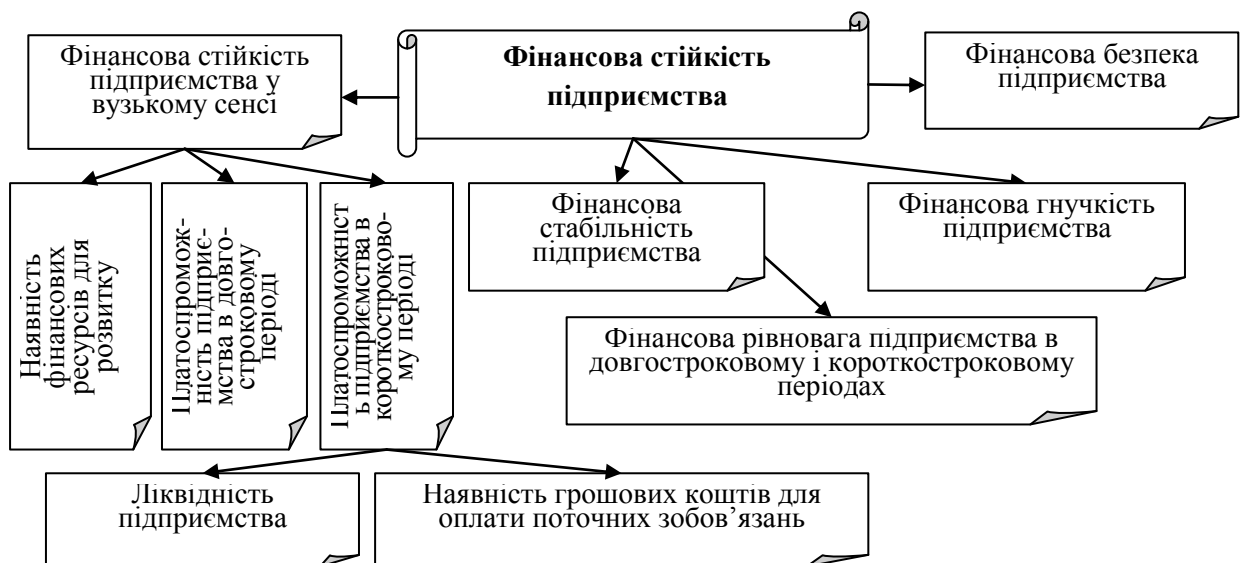 Фінансова стійкість
підприємства у
вузькому сенсі
Фінансова стійкість
підприємства
Фінансова безпека
підприємства
Наявність
фінансових
ресурсів для
розвитку
Платоспромож-
ність підприє-
мства в довго-
строковому
періоді
Платоспроможніст
ь підприємства в
короткостроково-
му періоді
Фінансова
стабільність
підприємства
Фінансова гнучкість
підприємства
Фінансова рівновага підприємства в
довгостроковому і короткостроковому
періодах
Ліквідність
підприємства
Наявність грошових коштів для
оплати поточних зобов’язань